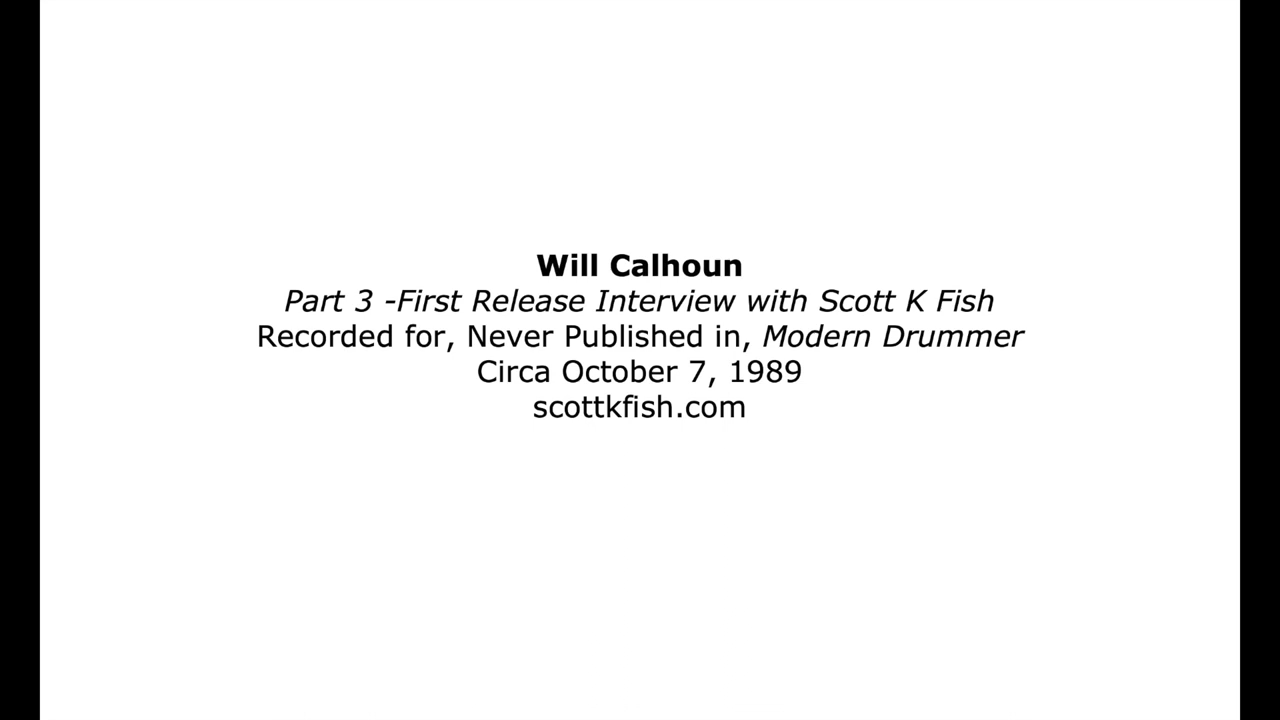 Will Calhoun
Part 3 -First Release Interview with Scott K Fish
Recorded for, Never Published in, Modern Drummer
Circa October 7, 1989
scottkfish.com